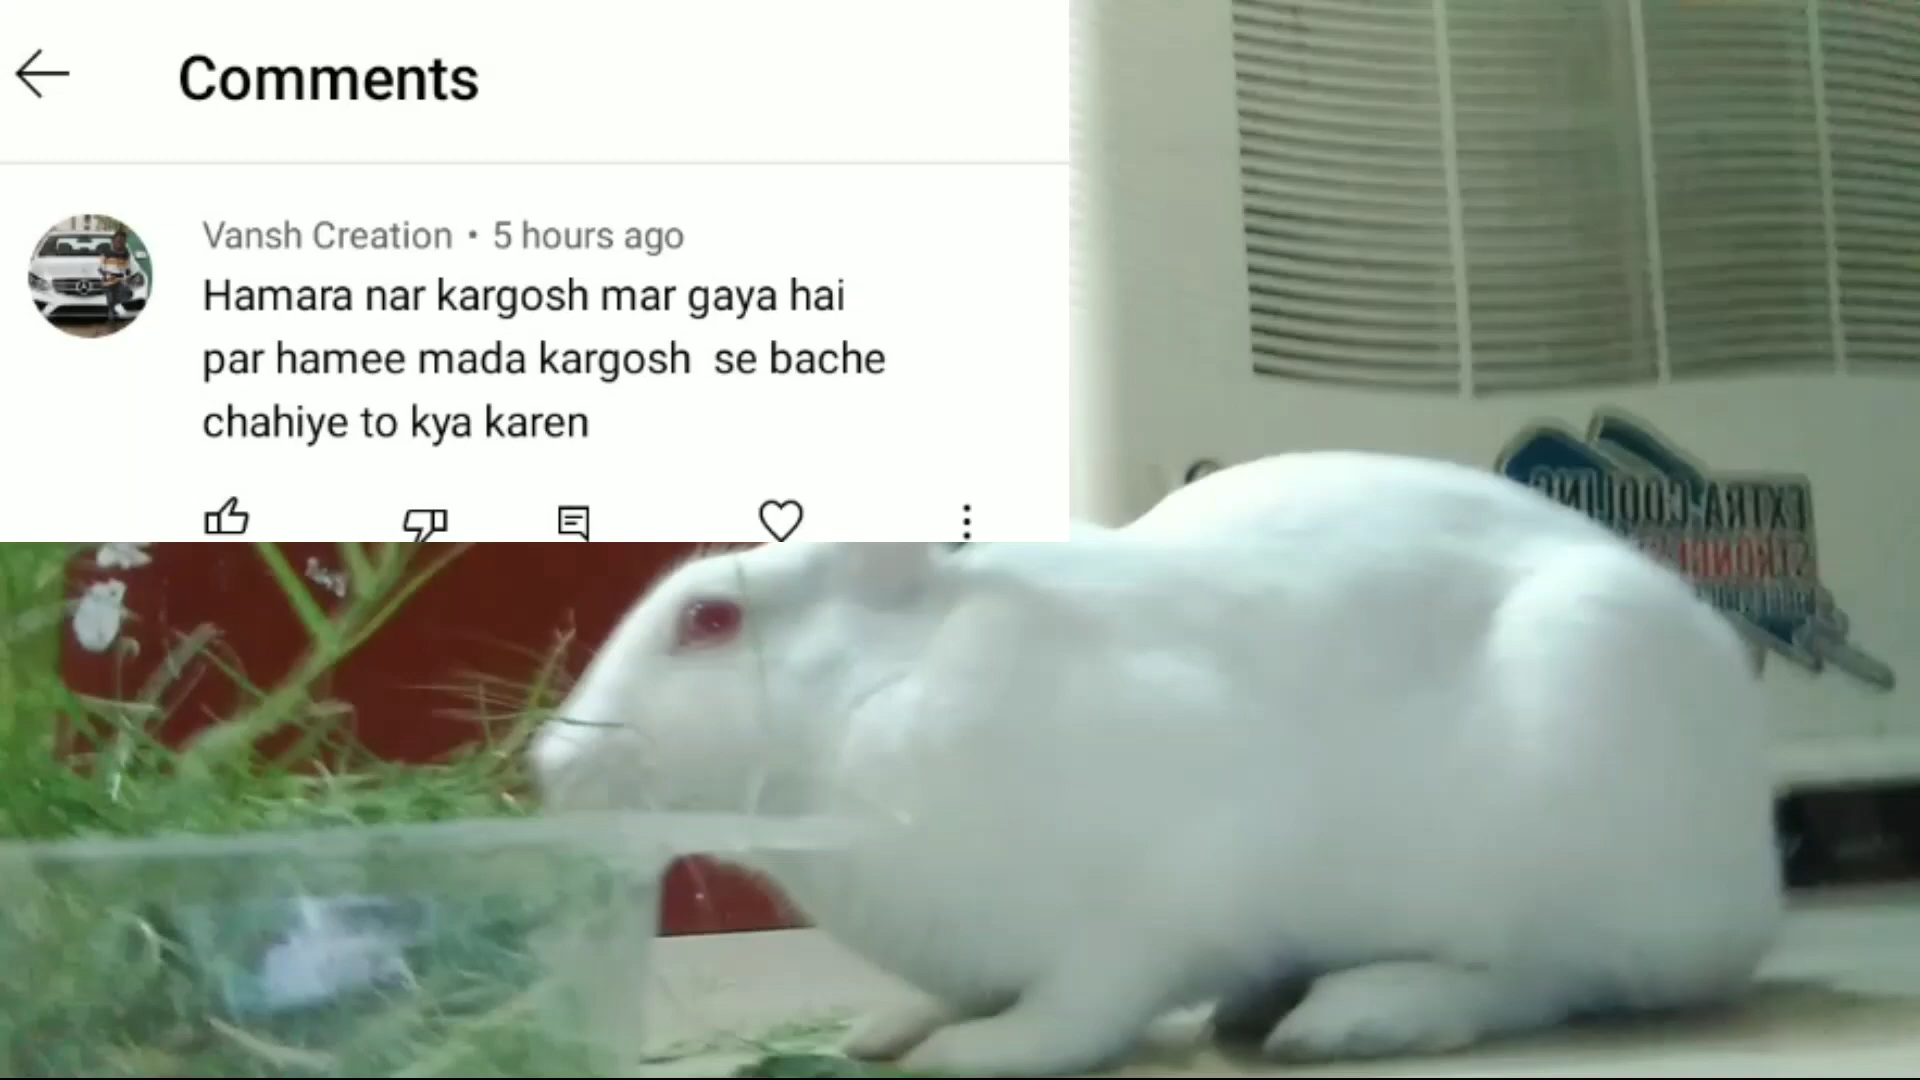 Comments
Vansh Creation • 5 hours ago
Hamara nar kargosh mar gaya hai
par hamee mada kargosh se bache
chahiye to kya karen
EXTRA COOLING